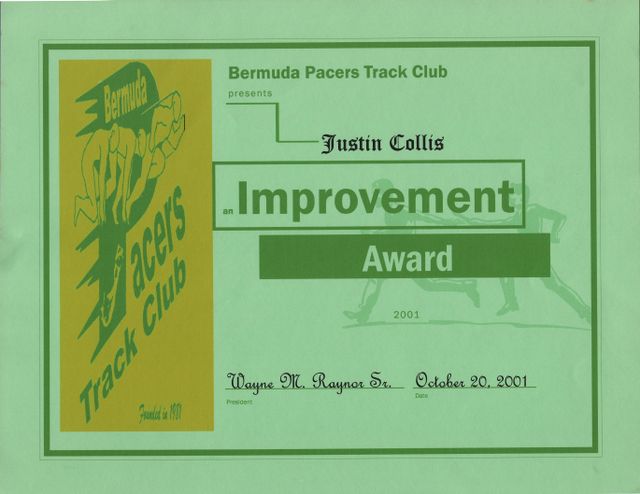 Bermuda
Pacers
Track Club
Founded in 1981
Bermuda Pacers Track Club
presents
Justin Collis
an Improvement
Award
2001
Wayne M. Raynor Sr. October 20, 2001
President Date